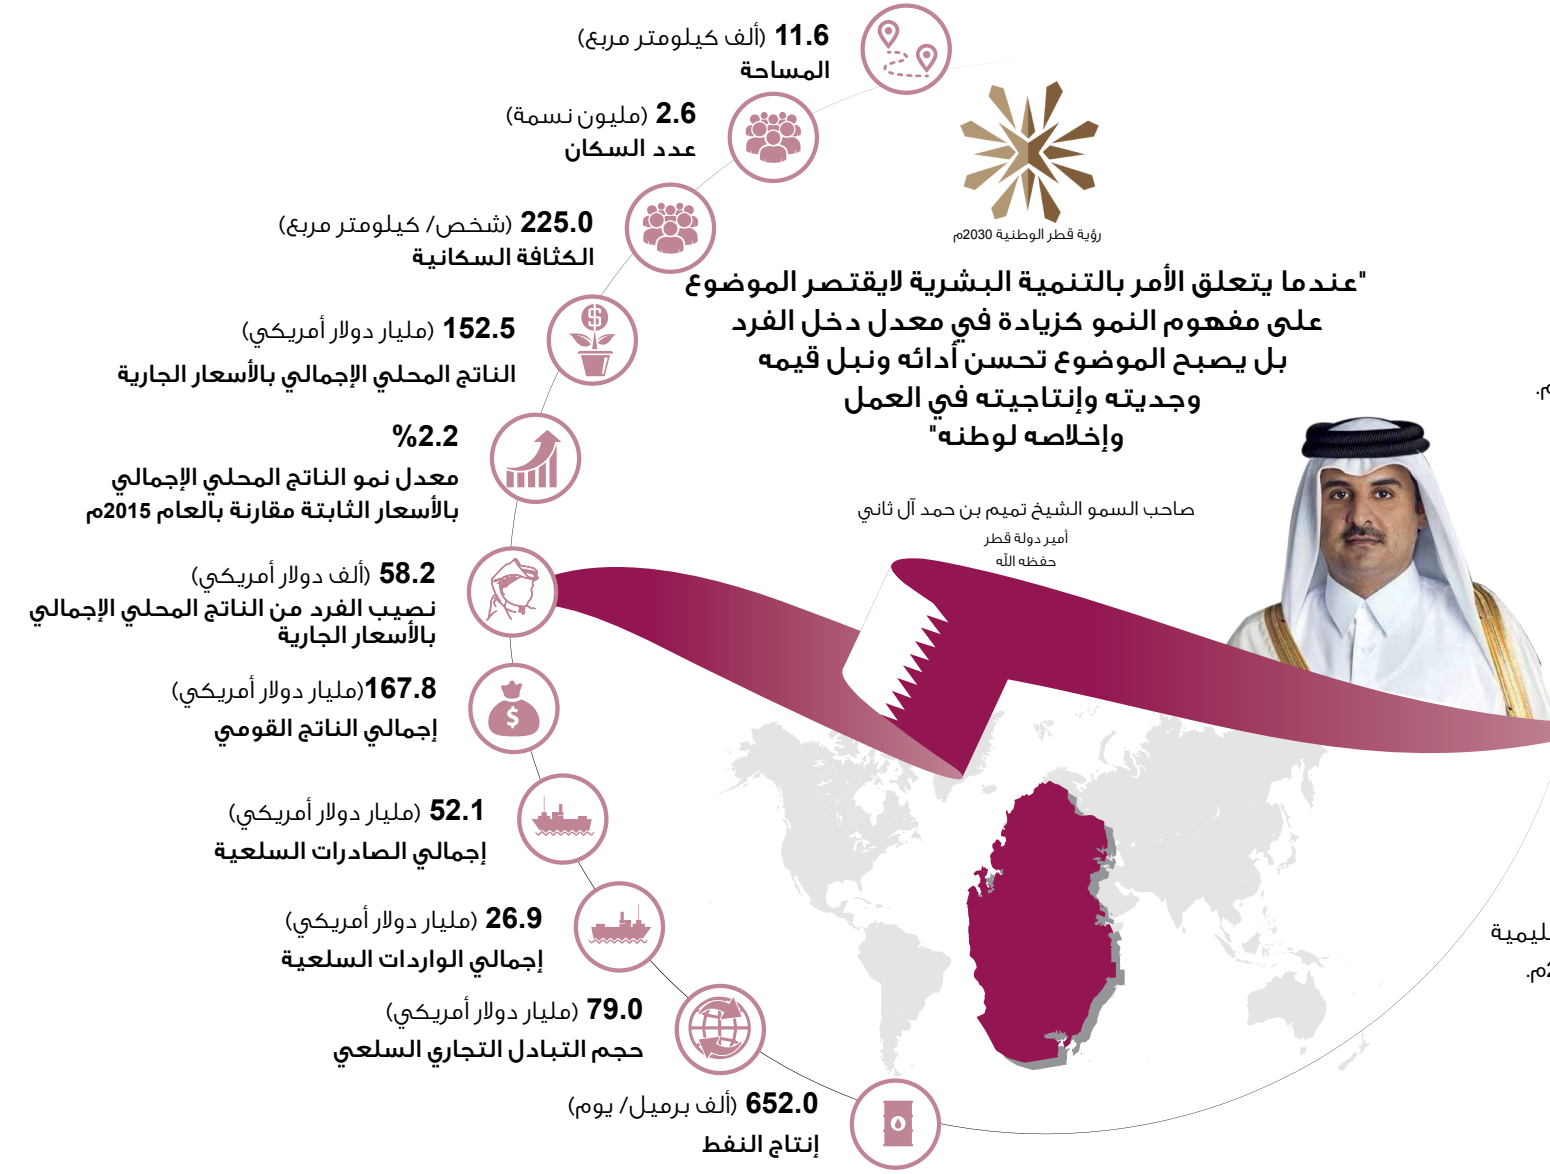 11.6 (ألف كيلومتر مربع)
المساحة
2.6 (مليون نسمة)
عدد السكان
225.0 (شخص/ كيلومتر مربع)
الكثافة السكانية
152.5 (مليار دولار أمريكي)
الناتج المحلي الإجمالي بالأسعار الجارية
%2.2
معدل نمو الناتج المحلي الإجمالي
بالأسعار الثابتة مقارنة بالعام 2015م
58.2 (ألف دولار أمريكي)
نصيب الفرد من الناتج المحلي الإجمالي
بالأسعار الجارية
167.8(مليار دولار أمريكي)
إجمالي الناتج القومي
52.1 (مليار دولار أمريكي)
إجمالي الصادرات السلعية
26.9 (مليار دولار أمريكي)
إجمالي الواردات السلعية
79.0 (مليار دولار أمريكي)
حجم التبادل التجاري السلعي
652.0 (ألف برميل/ يوم)
إنتاج النفط
رؤية قطر الوطنية 2030م
"عندما يتعلق الأمر بالتنمية البشرية لايقتصر الموضوع
على مفهوم النمو كزيادة في معدل دخل الفرد
بل يصبح الموضوع تحسن أدائه ونبل قيمه
وجديته وإنتاجيته في العمل
وإخلاصه لوطنه"
صاحب السمو الشيخ تميم بن حمد آل ثاني
أمير دولة قطر
حفظه الله